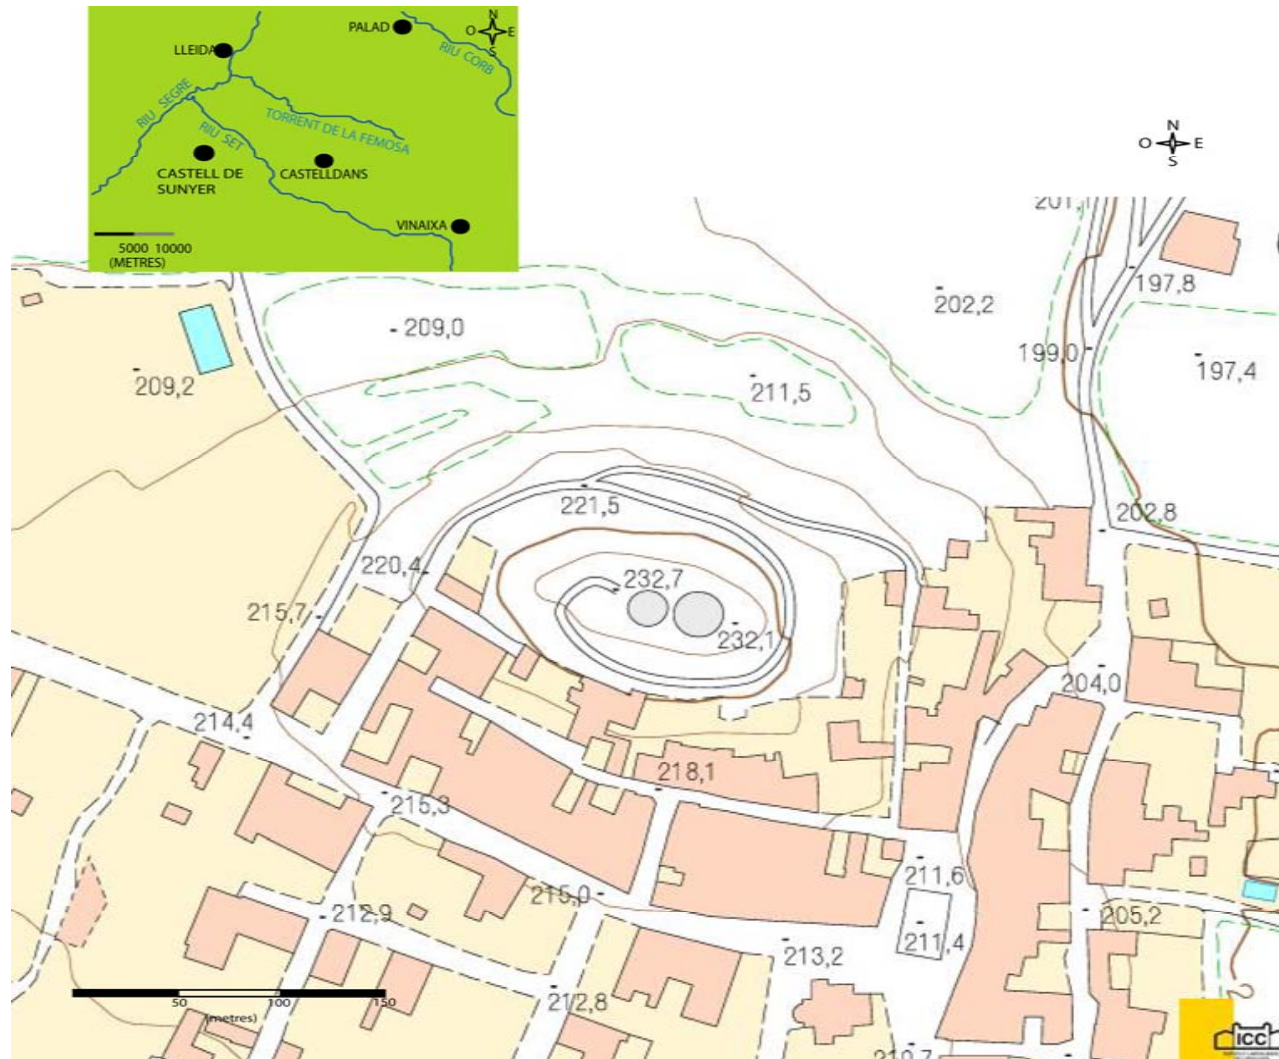 N
O E
S
PALAD
RIU CORB
LLEIDA
RIU SEGRE
RIU SET
TORRENT DE LA FEMOSA
CASTELL DE
SUNYER
CASTELLDANS
VINAIXA
5000 10000
(METRES)
N
O E
S
201,1
197,8
202,2
209,0
199,0
197,4
209,2
211,5
221,5
202,8
220,4
232,7
215,7
232,1
204,0
214,4
218,1
215,3
211,6
215,0
212,9
205,2
211,4
213,2
212,8
50 100 150
(metres)
ICC